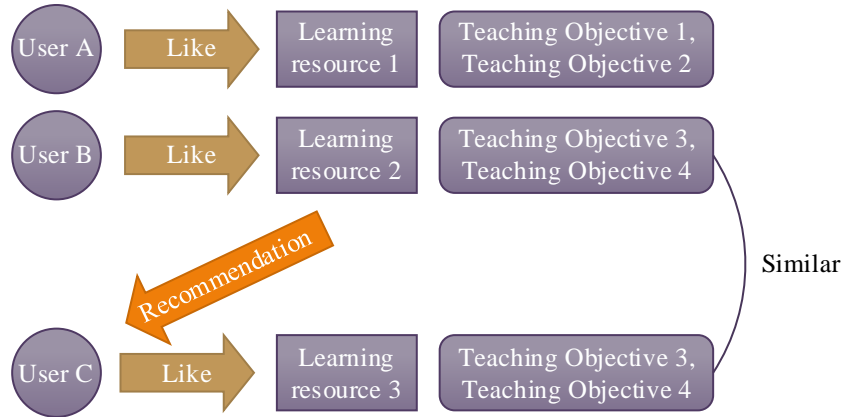 User A
Like
Learning
resource 1
Teaching Objective 1,
Teaching Objective 2
User B
Like
Learning
resource 2
Teaching Objective 3,
Teaching Objective 4
Recommendation
Similar
User C
Like
Learning
resource 3
Teaching Objective 3,
Teaching Objective 4